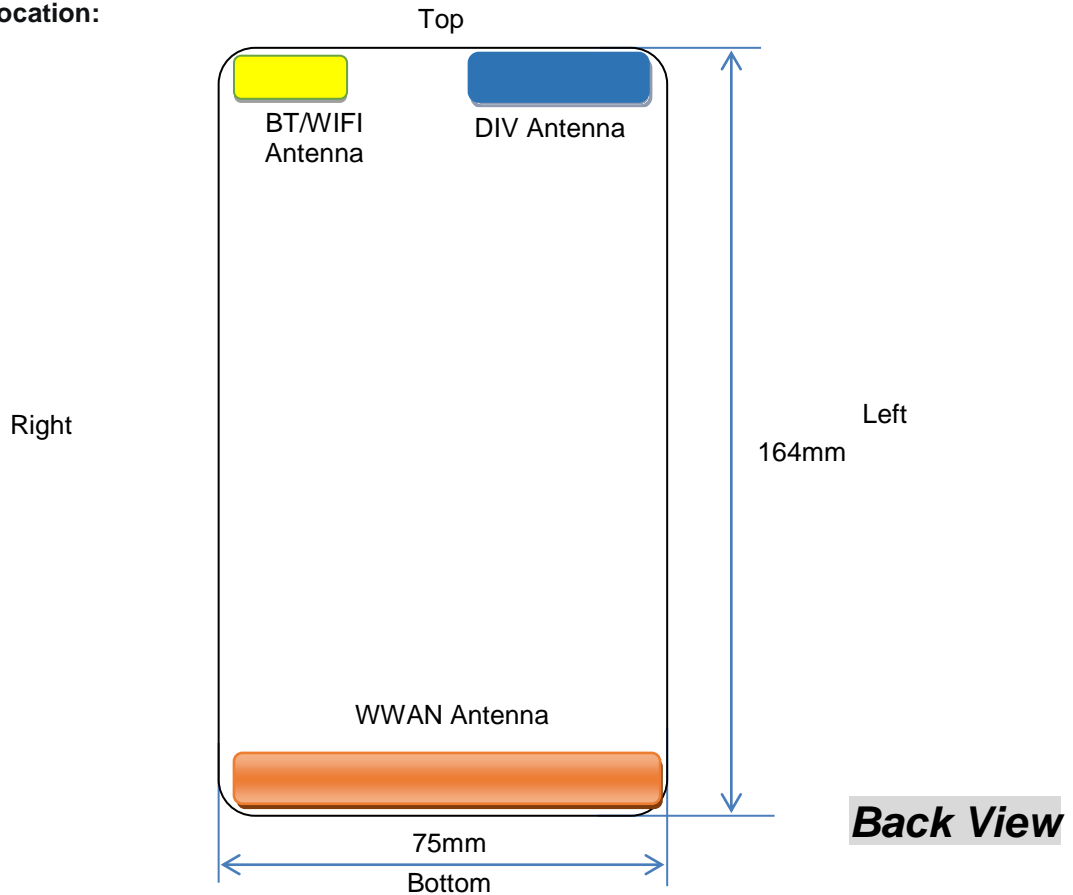 ocation:
Top
BT/WIFI
Antenna
DIV Antenna
Right
Left
164mm
WWAN Antenna
Back View
75mm
Bottom